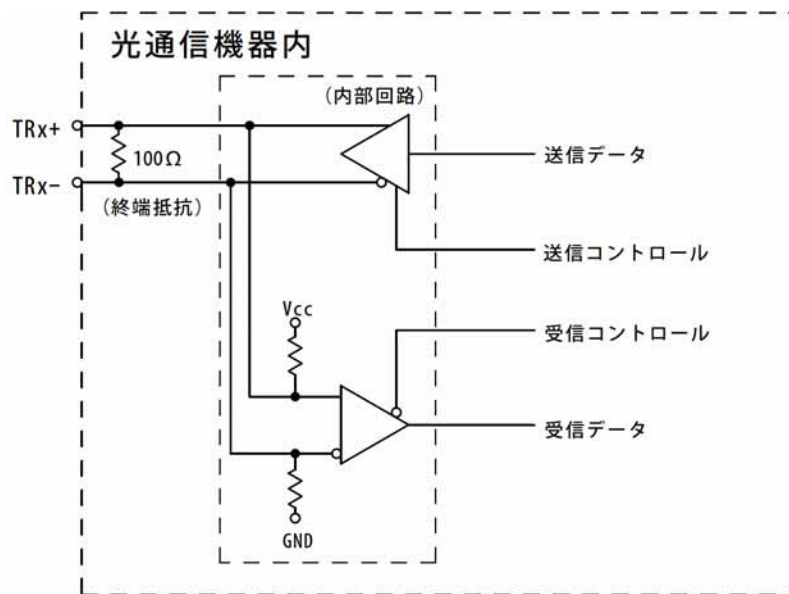 光通信機器内
(内部回路)
TRx+
100Ω
送信データ
TRx-
(終端抵抗)
送信コントロール
Vcc
受信コントロール
受信データ
GND